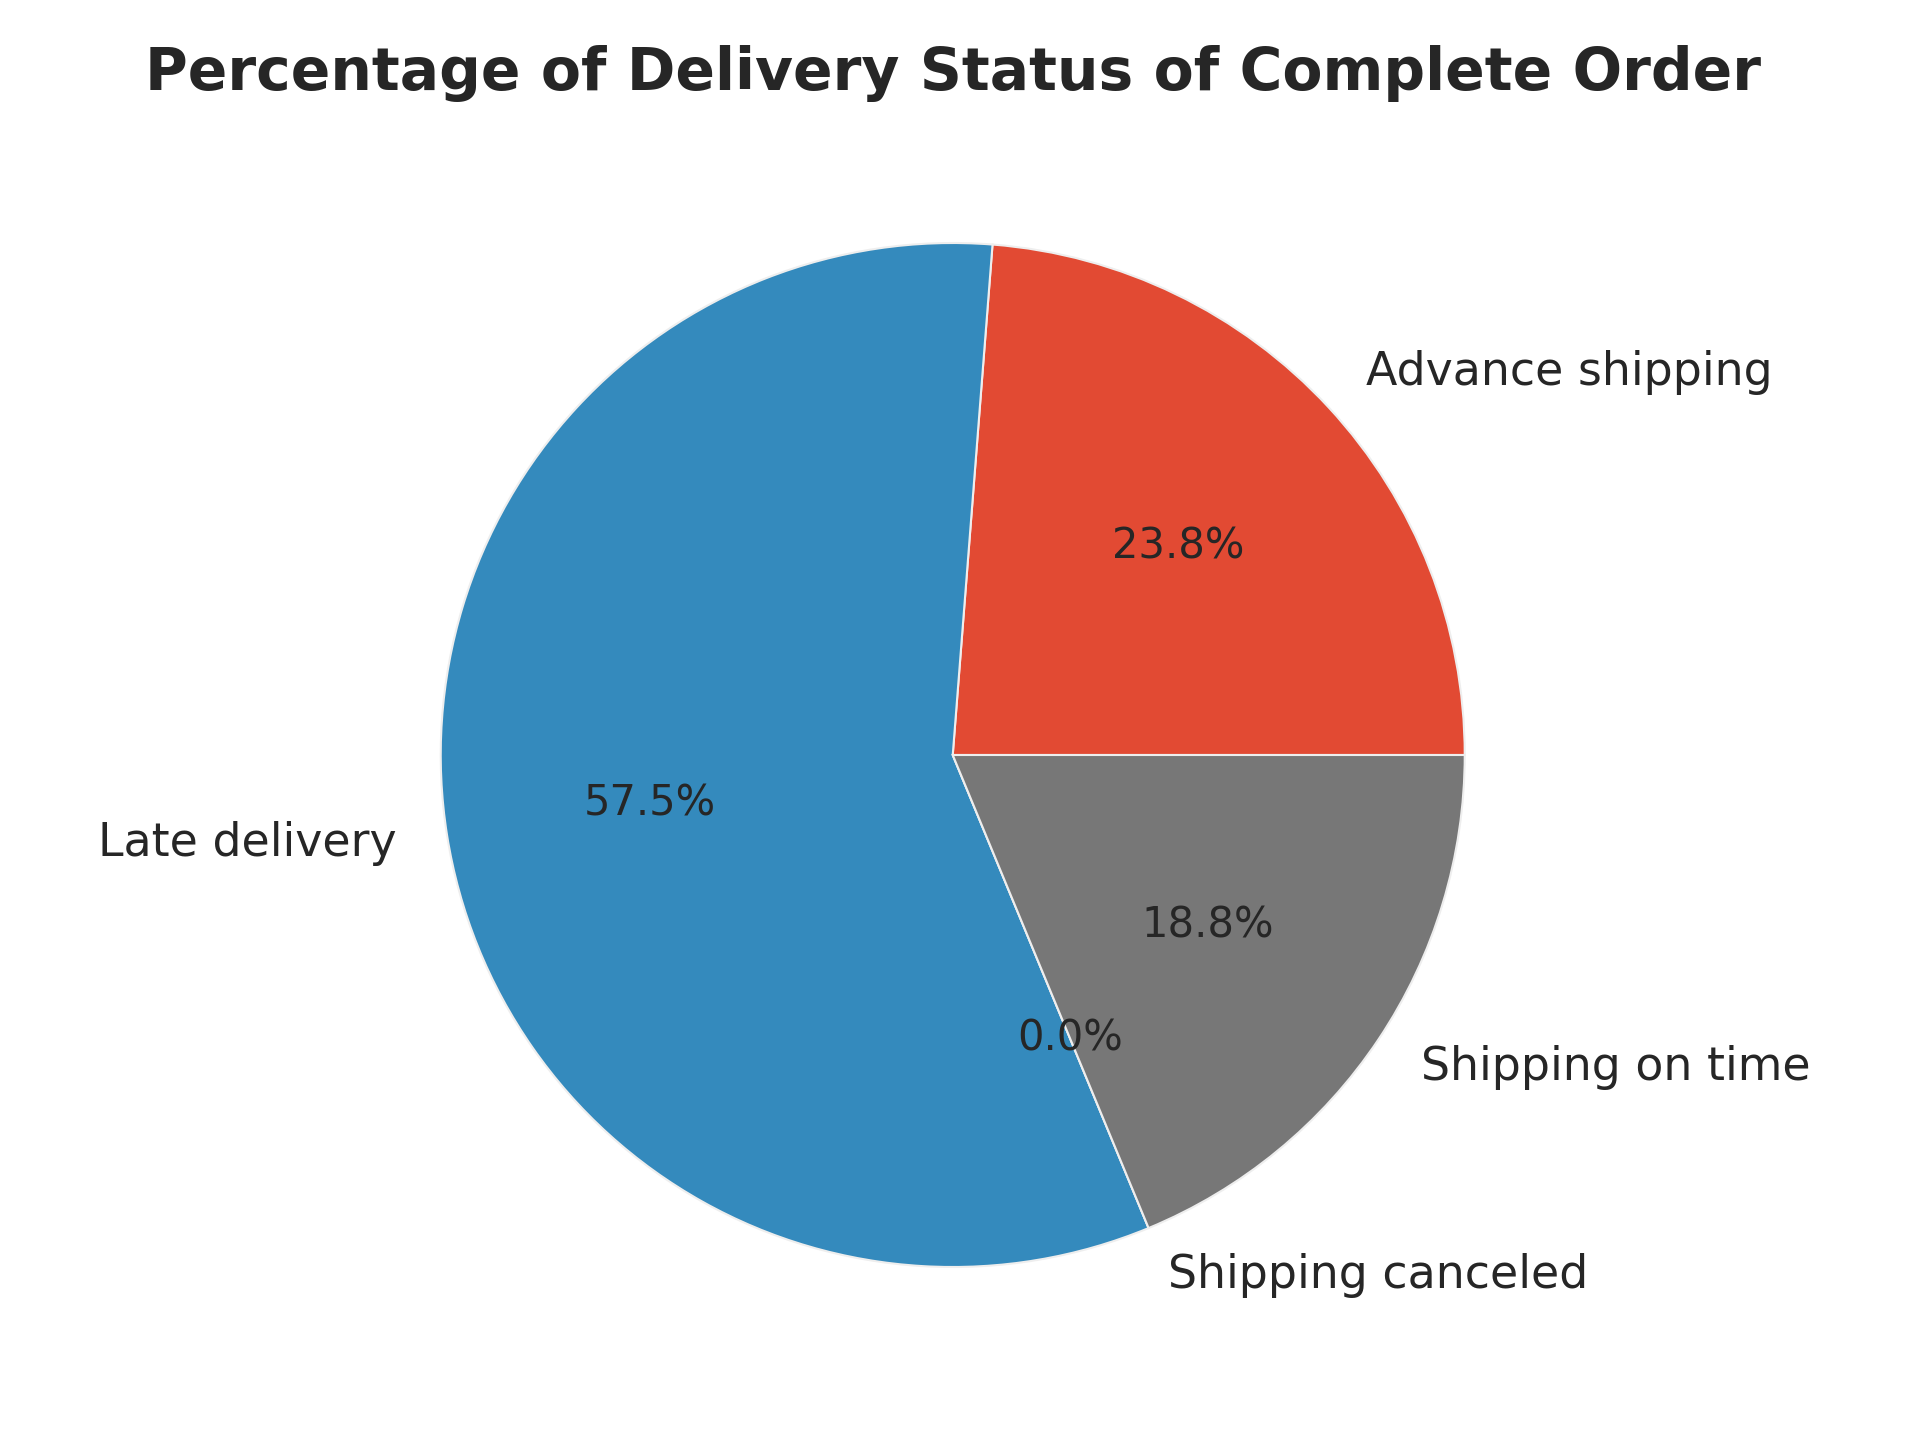 Percentage of Delivery Status of Complete Order
Advance shipping
23.8%
57.5%
Late delivery
18.8%
0.0%
Shipping on time
Shipping canceled